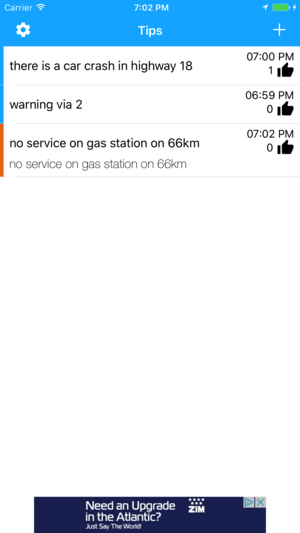 Carrier 7:02 PM
Tips
07:00 PM
there is a car crash in highway 18
1
06:59 PM
warning via 2
0
07:02 PM
no service on gas station on 66km
0
no service on gas station on 66km
Need an Upgrade
in the Atlantic?
Just Say The World!
ZIM